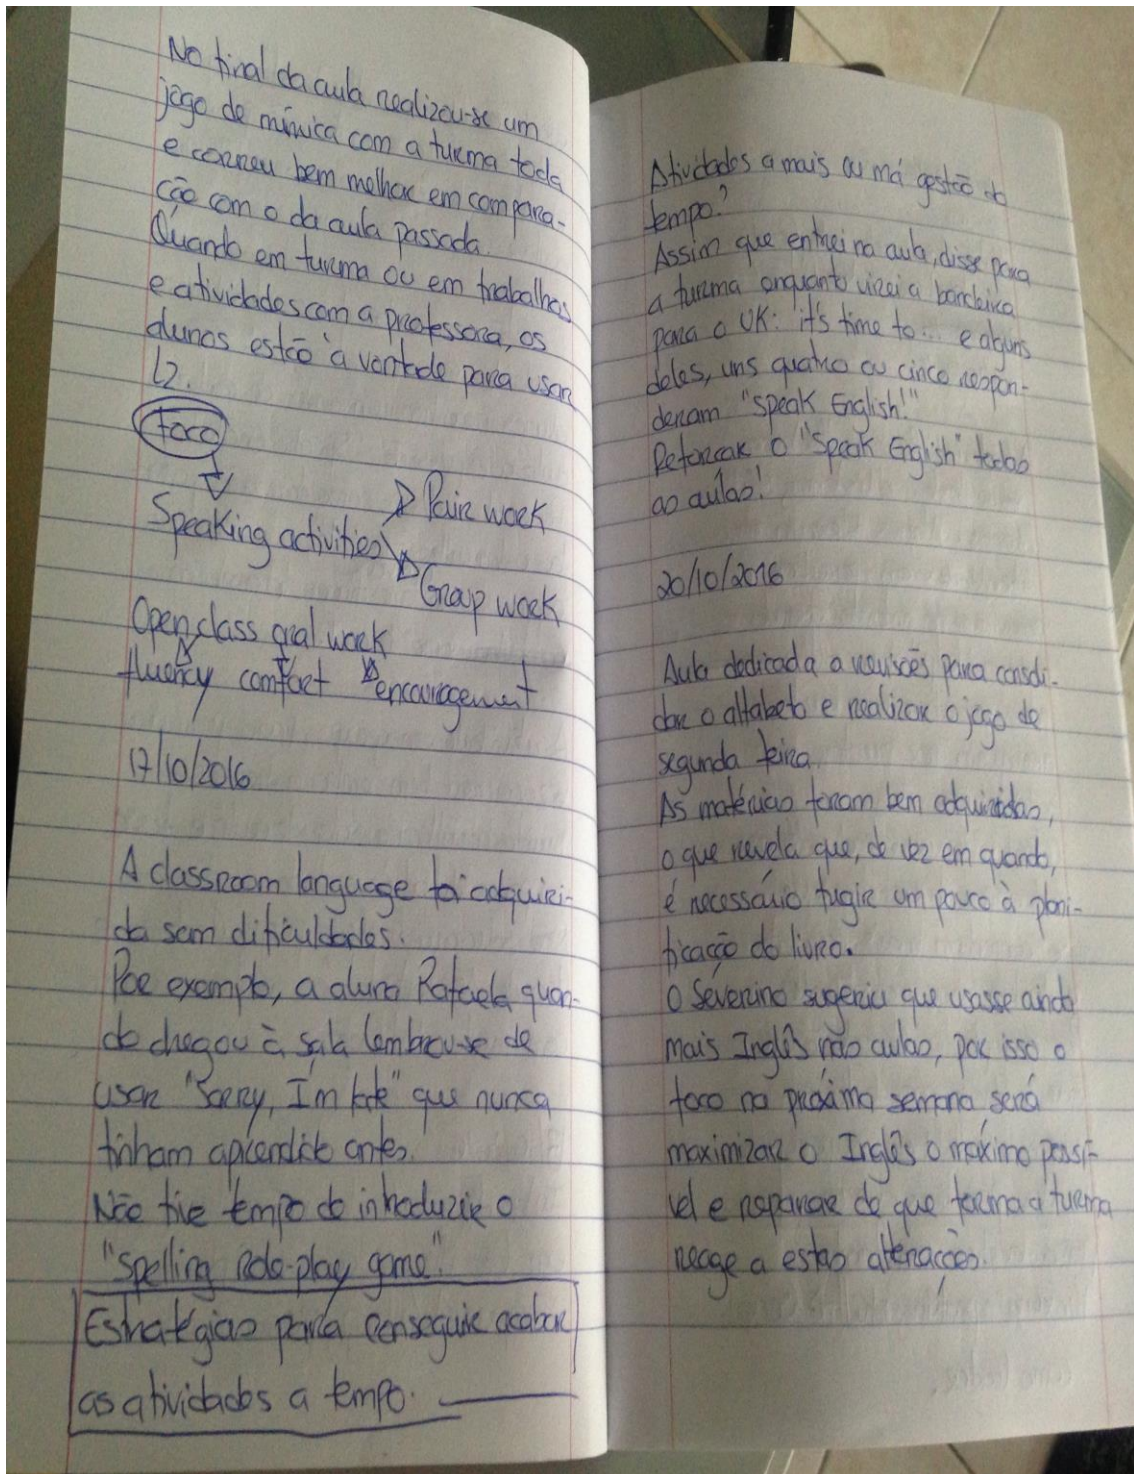 No final da aula realizou-se um
jogo de mímica com a turma toda
e correu bem melhor em compara-
ção com o da aula passada.
Quando em turma ou em trabalhos
e atividades com a professora, os
alunos estão à vontade para usar
L2.
Foco
Speaking activities
Pair work
Group work
Open class oral work
fluency comfort encouragement
17/10/2016
A classroom language foi adquiri-
da sem dificuldades.
Por exemplo, a aluna Rafaela quan-
do chegou à sala lembrou-se de
usar "Sorry, I'm late" que nunca
tinham aprendido antes.
Não tive tempo de introduzir o
"Spelling Role-play game".
Estratégias para conseguir acabar
as atividades a tempo.
Atividades a mais ou má gestão do
tempo?
Assim que entrei na aula, disse para
a turma enquanto virei a bandeira
para o UK: it's time to... e alguns
deles, uns quatro ou cinco respon-
deram "Speak English!"
Reforçar o "Speak English" todas
as aulas!
20/10/2016
Aula dedicada a revisões para consoli-
dar o alfabeto e realizar o jogo de
segunda feira.
As matérias foram bem adquiridas,
o que revela que, de vez em quando,
é necessário fugir um pouco à plani-
ficação do livro.
O Severino sugeriu que usasse ainda
mais Inglês nas aulas, por isso o
foco na próxima semana será
maximizar o Inglês o máximo possí-
vel e reparar de que forma a turma
reage a estas alterações.